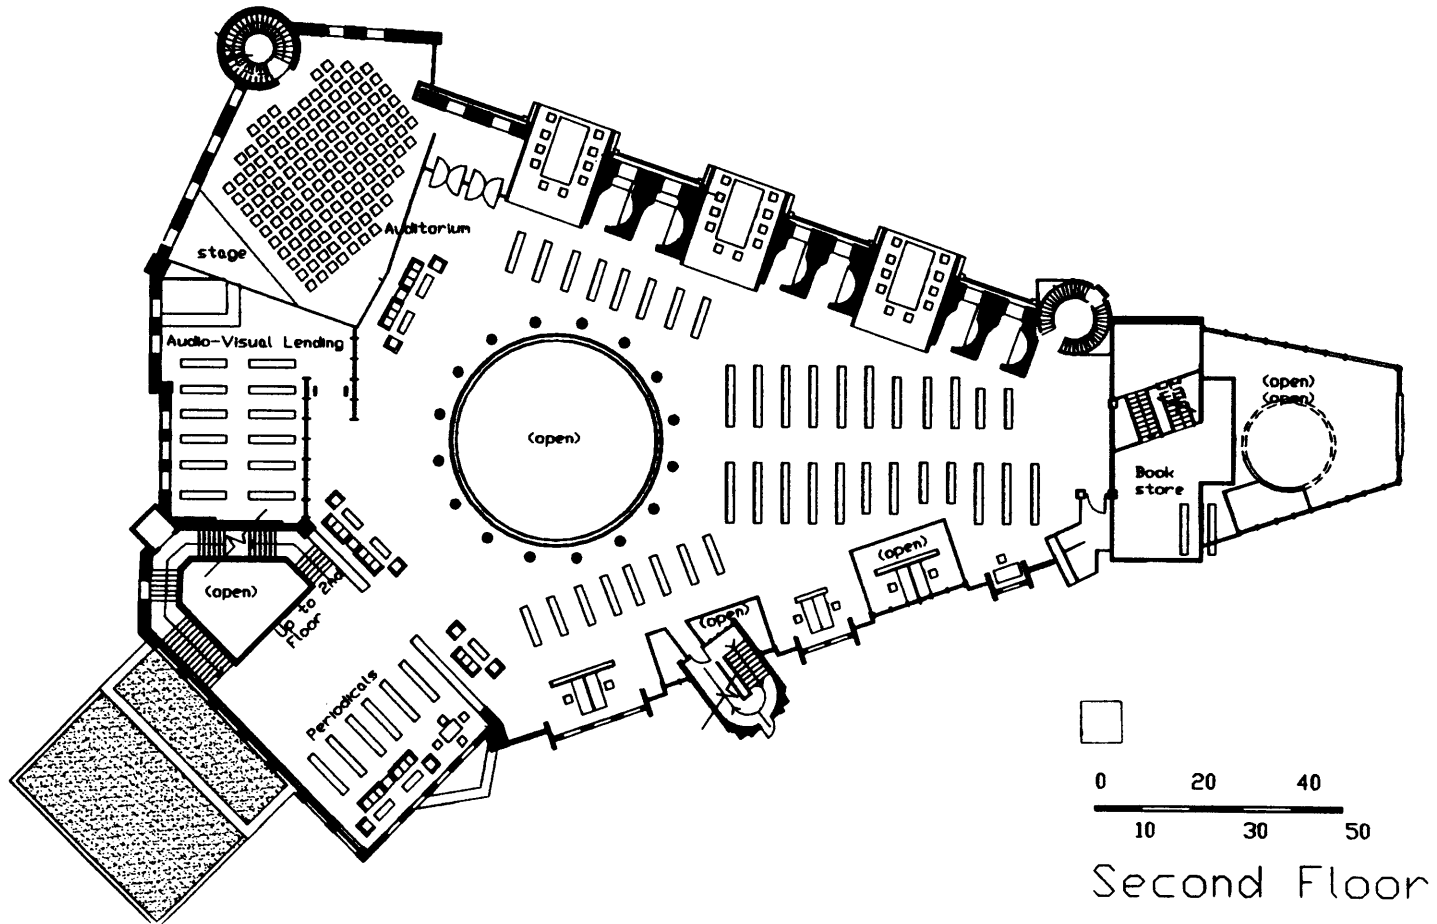 Auditorium
stage
Audio-Visual Lending
(open)
(open)
(open)
(open)
Book
store
(open)
(open)
Up to 2nd
Floor
(open)
Periodicals
0 20 40
10 30 50
Second Floor